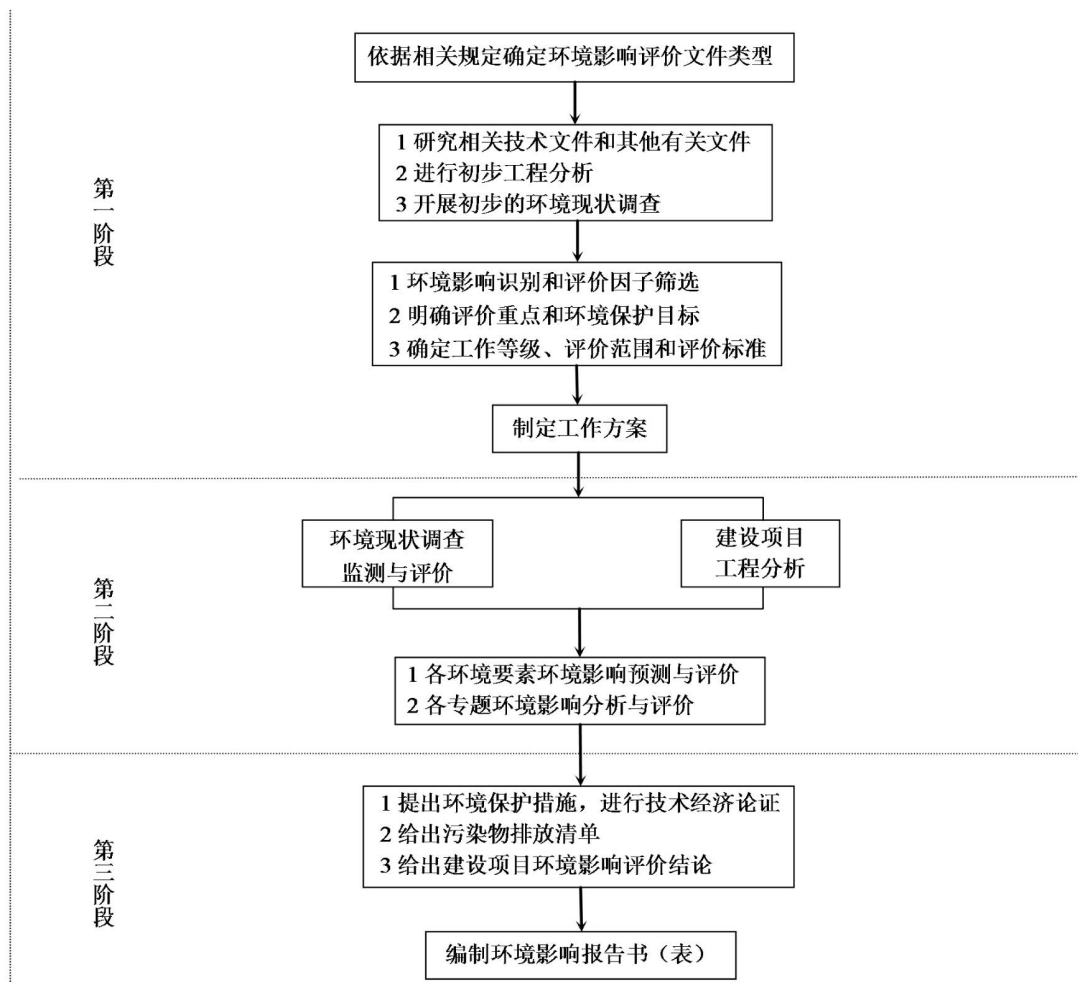 依据相关规定确定环境影响评价文件类型
1 研究相关技术文件和其他有关文件
2 进行初步工程分析
3 开展初步的环境现状调查
第一阶段
1 环境影响识别和评价因子筛选
2 明确评价重点和环境保护目标
3 确定工作等级、评价范围和评价标准
制定工作方案
环境现状调查
监测与评价
建设项目
工程分析
第二阶段
1 各环境要素环境影响预测与评价
2 各专题环境影响分析与评价
1 提出环境保护措施，进行技术经济论证
2 给出污染物排放清单
3 给出建设项目环境影响评价结论
第三阶段
编制环境影响报告书（表）